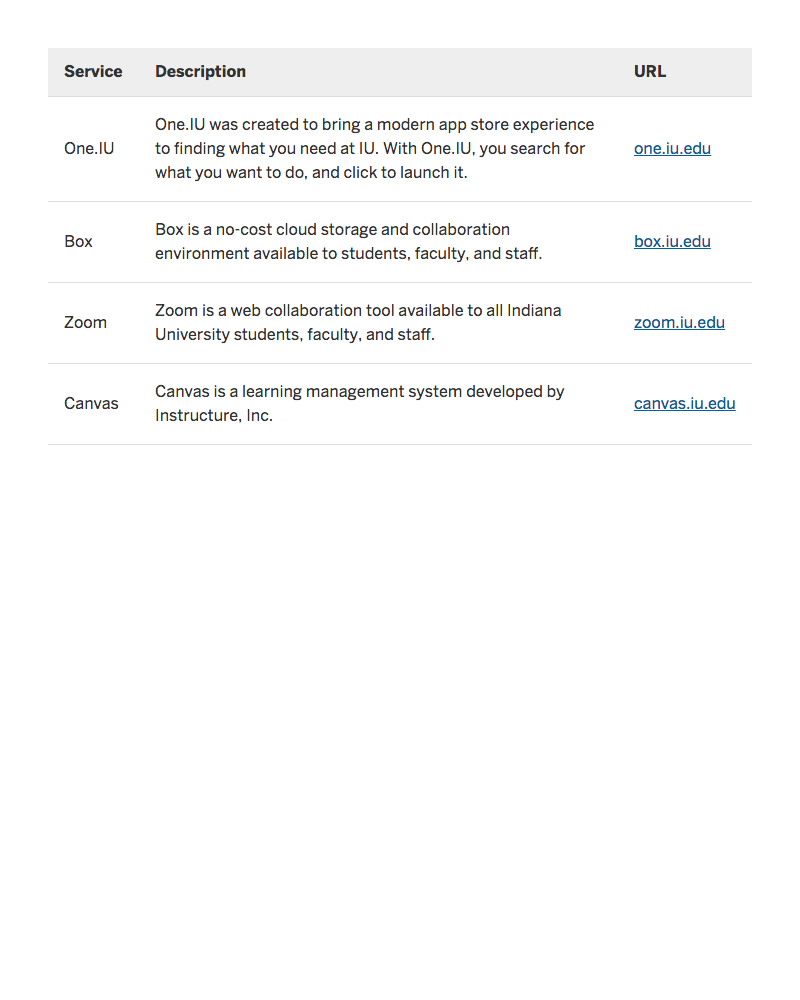 Service Description URL
One.IU was created to bring a modern app store experience
One.IU to finding what you need at IU. With One.IU, you search for one.iu.edu
what you want to do, and click to launch it.
Box is a no-cost cloud storage and collaboration
Box box.iu.edu
environment available to students, faculty, and staff.
Zoom is a web collaboration tool available to all Indiana
Zoom zoom.iu.edu
University students, faculty, and staff.
Canvas is a learning management system developed by
Canvas canvas.iu.edu
Instructure, Inc.